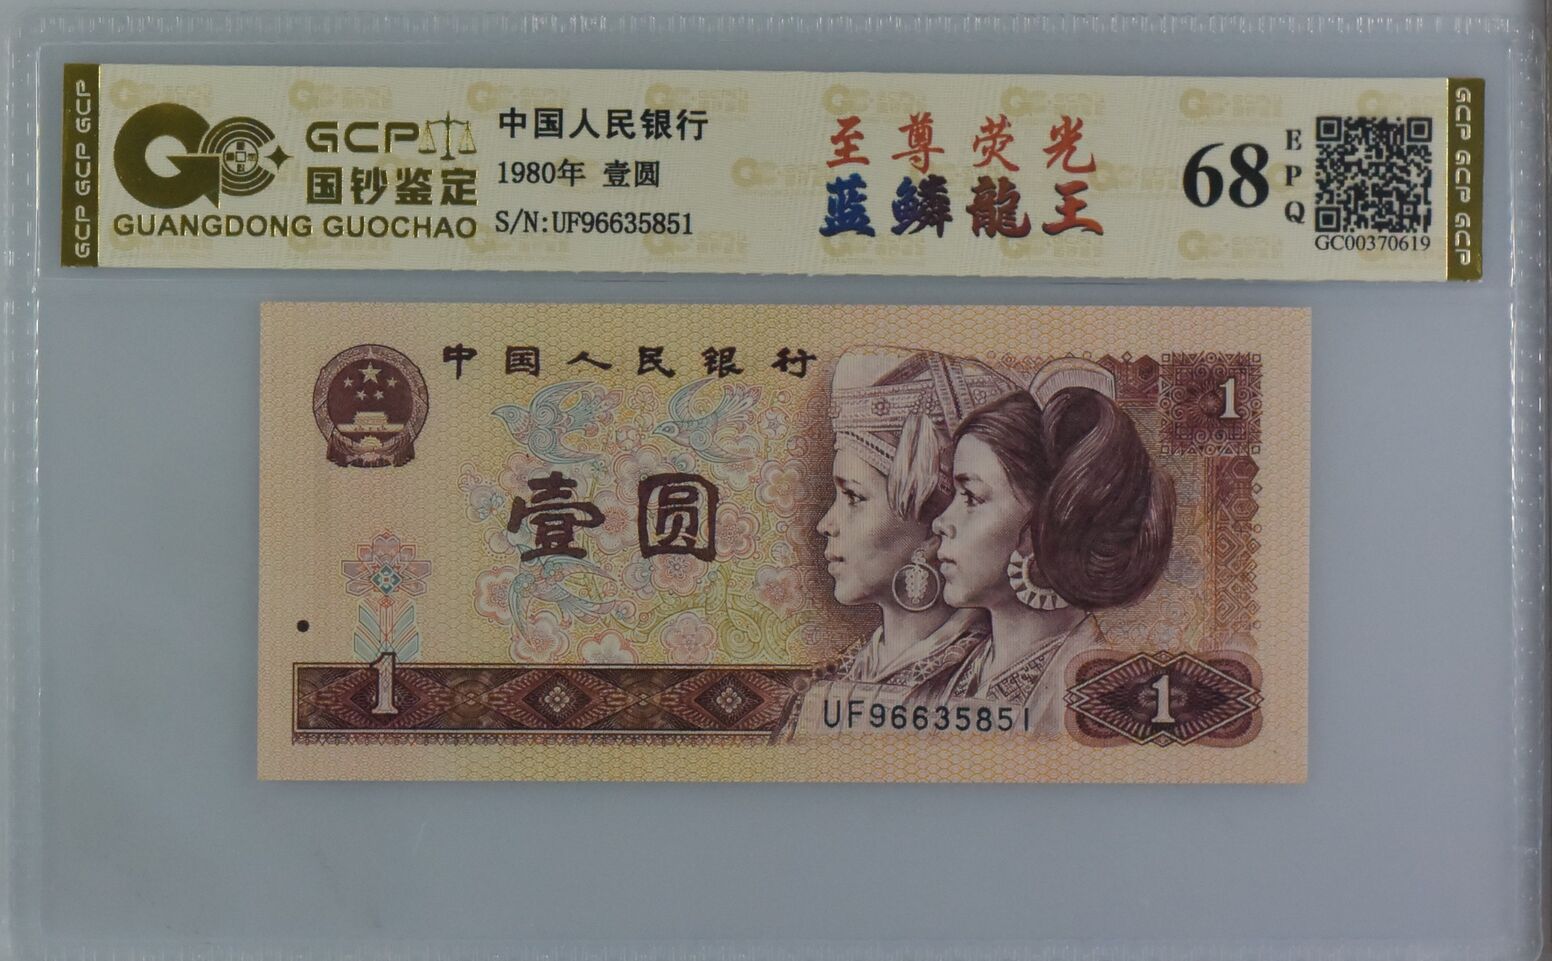 GCP GCP GCP
GCP
国钞鉴定
GUANGDONG GUOCHAO
中国人民银行
1980年 壹圆
S/N:UF96635851
至尊荧光
蓝鳞龍王
68
EPQ
GC00370619
GCP GCP GCP
中国人民银行
1
壹圆
1
UF96635851
1